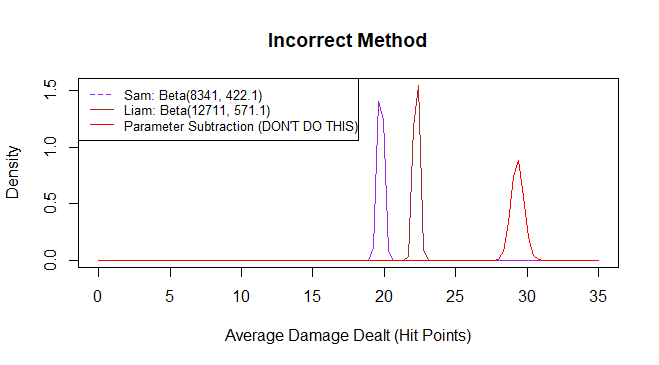 Incorrect Method
Sam: Beta(8341, 422.1)
Liam: Beta(12711, 571.1)
Parameter Subtraction (DON'T DO THIS)
Density
1.5
1.0
0.5
0.0
0 5 10 15 20 25 30 35
Average Damage Dealt (Hit Points)